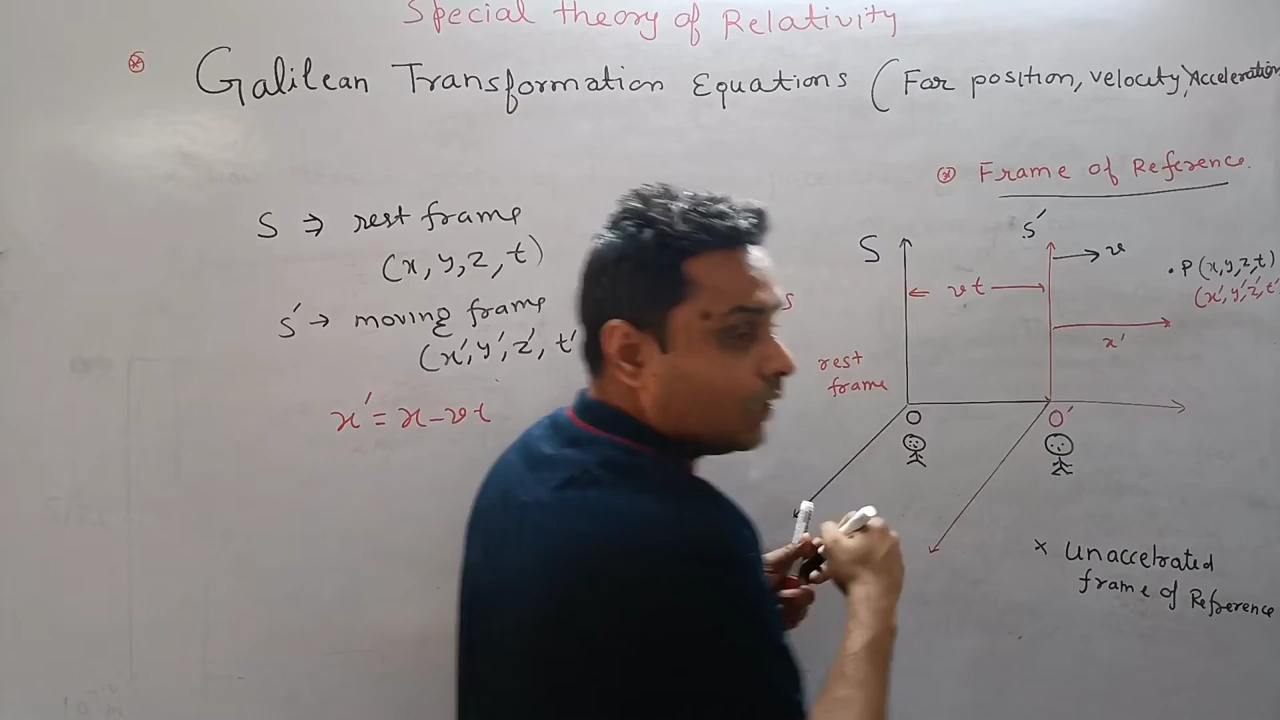 Special theory of Relativity
Galilean Transformation Equations (For position, velocity, Acceleration
Frame of Reference.
S ⇒ rest frame
(x, y, z, t)
S' → moving frame
(x', y', z', t'
x' = x - vt
s
S
S'
v
vt
P (x, y, z, t)
(x', y', z', t'
x'
rest
frame
O
O'
x Unaccelrated
frame of Reference